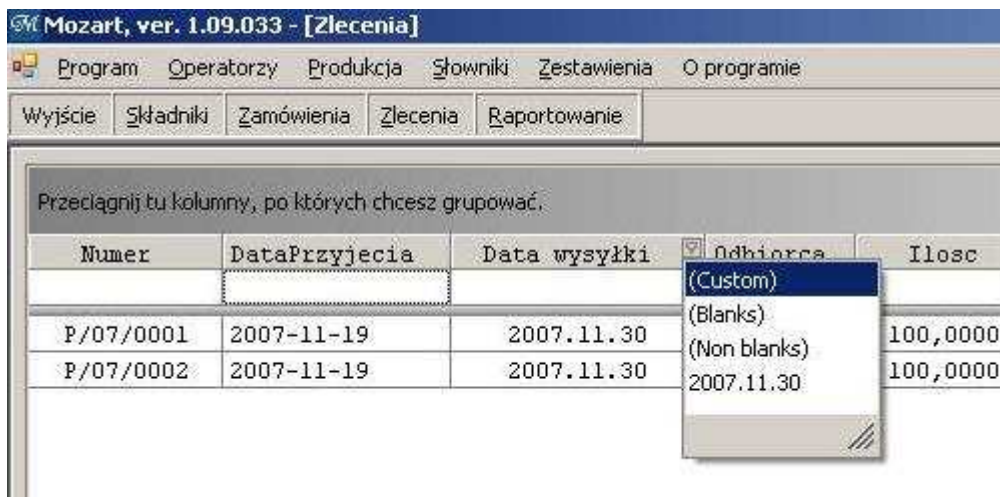 Mozart, ver. 1.09.033 - [Zlecenia]
Program Operatorzy Produkcja Słowniki Zestawienia O programie
Wyjście Składniki Zamówienia Zlecenia Raportowanie
Przeciągnij tu kolumny, po których chcesz grupować.
Numer DataPrzyjecia Data wysyłki Odbiorca Ilosc
(Custom)
(Blanks)
(Non blanks)
2007.11.30
P/07/0001 2007-11-19 2007.11.30 100,0000
P/07/0002 2007-11-19 2007.11.30 100,0000